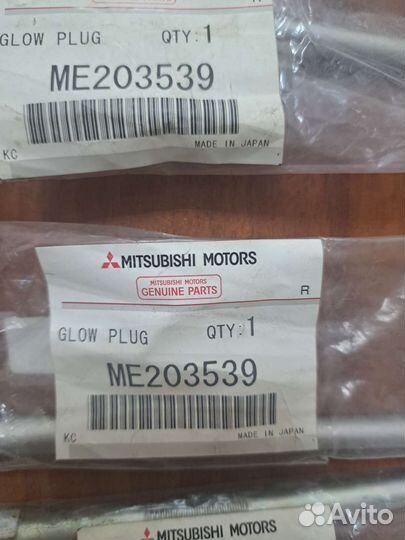 GLOW PLUG QTY:1
ME203539
KC MADE IN JAPAN
MITSUBISHI MOTORS
MITSUBISHI MOTORS
GENUINE PARTS
R
GLOW PLUG QTY:1
ME203539
KC MADE IN JAPAN
MITSUBISHI MOTORS
Avito